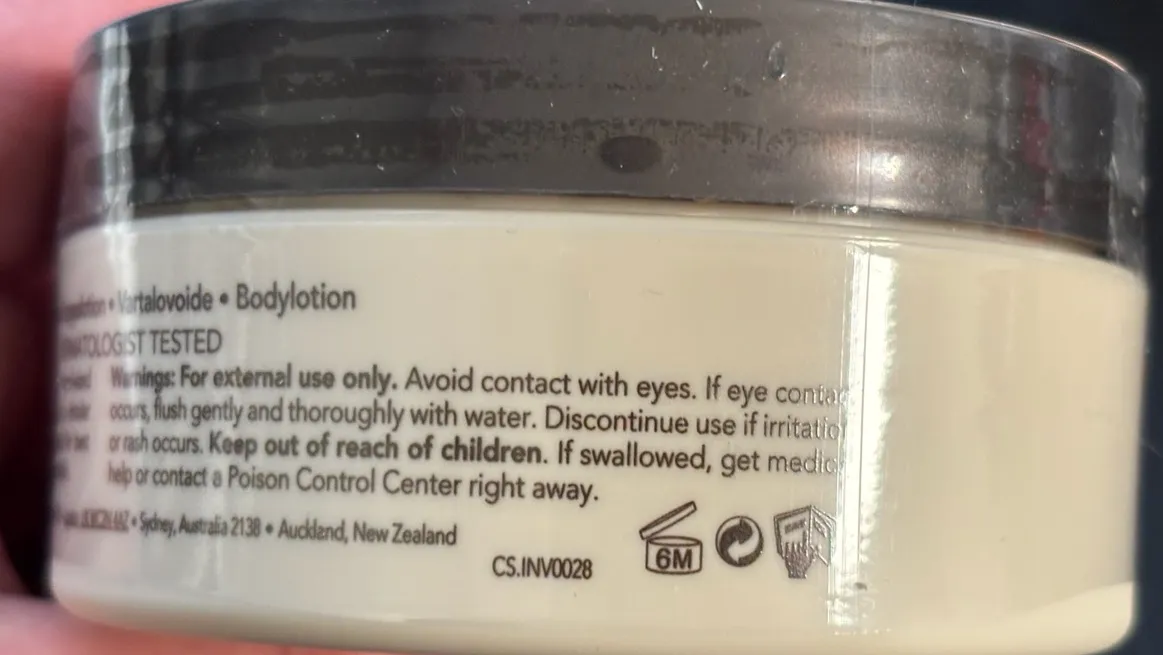 • Vartalovoide • Bodylotion
TESTED
Warnings: For external use only. Avoid contact with eyes. If eye
occurs, flush gently and thoroughly with water. Discontinue use if
or rash occurs. Keep out of reach of children. If swallowed, get
help or contact a Poison Control Center right away.
• Sydney, Australia 2138 • Auckland, New Zealand
CS.INV0028
6M